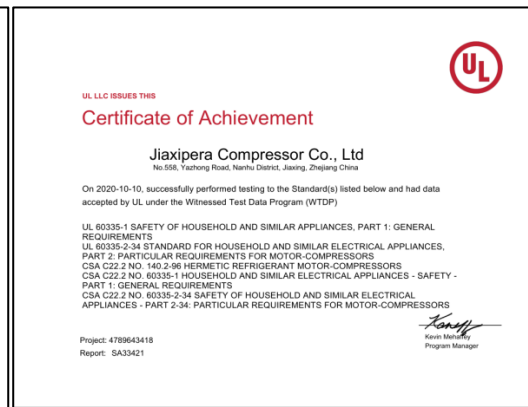 UL
UL LLC ISSUES THIS
Certificate of Achievement
Jiaxipera Compressor Co., Ltd
No.558, Yazhong Road, Nanhu District, Jiaxing, Zhejiang China
On 2020-10-10, successfully performed testing to the Standard(s) listed below and had data
accepted by UL under the Witnessed Test Data Program (WTDP)
UL 60335-1 SAFETY OF HOUSEHOLD AND SIMILAR APPLIANCES, PART 1: GENERAL
REQUIREMENTS
UL 60335-2-34 STANDARD FOR HOUSEHOLD AND SIMILAR ELECTRICAL APPLIANCES,
PART 2: PARTICULAR REQUIREMENTS FOR MOTOR-COMPRESSORS
CSA C22.2 NO. 140.2-96 HERMETIC REFRIGERANT MOTOR-COMPRESSORS
CSA C22.2 NO. 60335-1 HOUSEHOLD AND SIMILAR ELECTRICAL APPLIANCES - SAFETY -
PART 1: GENERAL REQUIREMENTS
CSA C22.2 NO. 60335-2-34 SAFETY OF HOUSEHOLD AND SIMILAR ELECTRICAL
APPLIANCES - PART 2-34: PARTICULAR REQUIREMENTS FOR MOTOR-COMPRESSORS
Kevin Mehaffey
Program Manager
Project: 4789643418
Report: SA33421